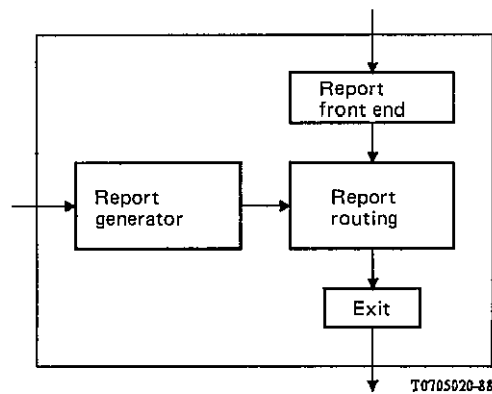 Report
front end
Report
generator
Report
routing
Exit
T0705020-88